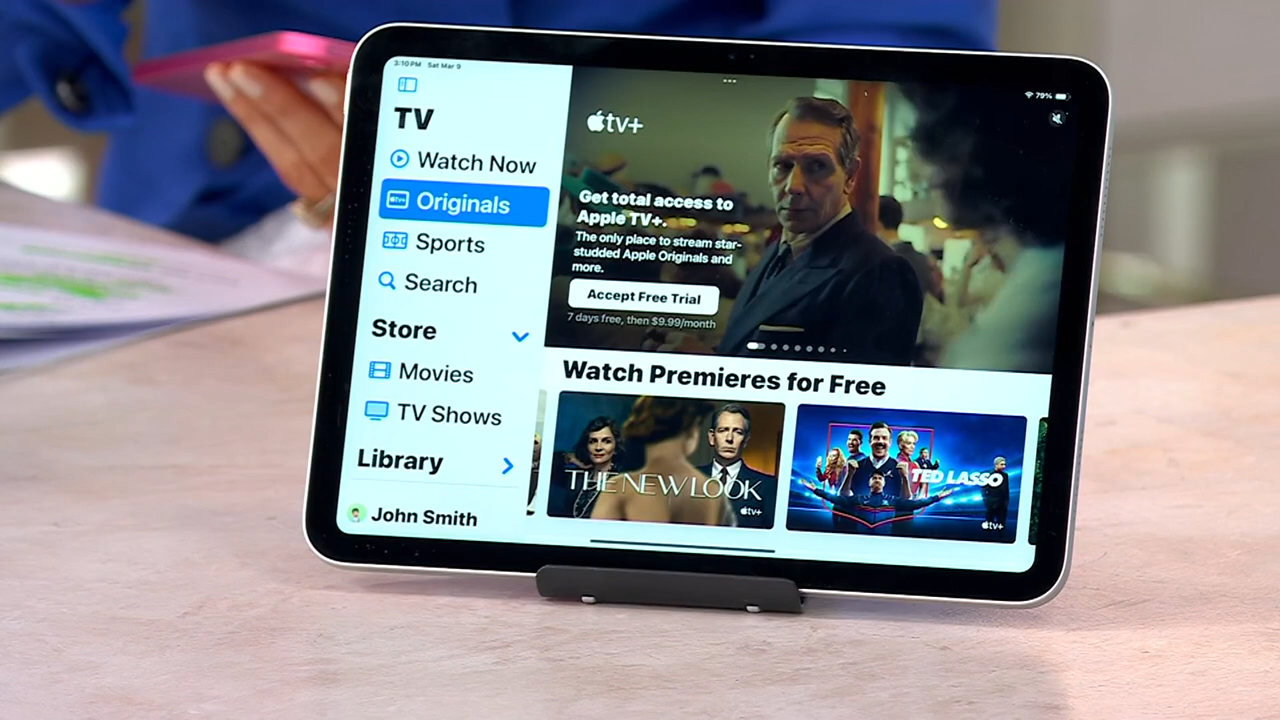 3:10 PM Sat Mar 9
79%
TV
Watch Now
Originals
Sports
Search
Store
Movies
TV Shows
Library
John Smith
tv+
Get total access to
Apple TV+.
The only place to stream star-
studded Apple Originals and
more.
Accept Free Trial
7 days free, then $9.99/month
Watch Premieres for Free
THE NEW LOOK
tv+
TED LASSO
tv+